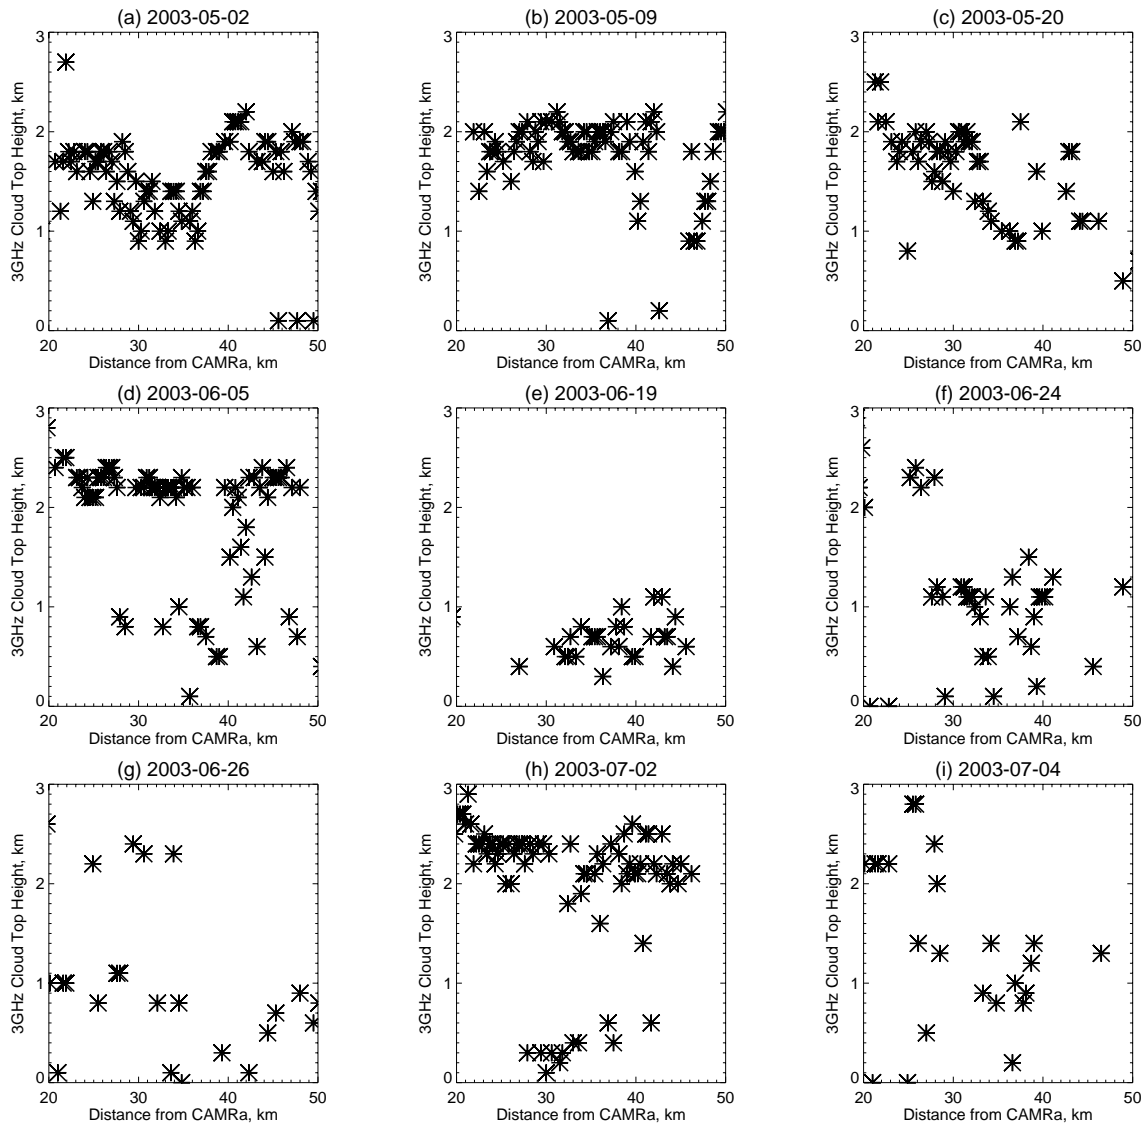 (a) 2003-05-02
3
2
1
0
3GHz Cloud Top Height, km
20 30 40 50
Distance from CAMRa, km
(b) 2003-05-09
3
2
1
0
3GHz Cloud Top Height, km
20 30 40 50
Distance from CAMRa, km
(c) 2003-05-20
3
2
1
0
3GHz Cloud Top Height, km
20 30 40 50
Distance from CAMRa, km
(d) 2003-06-05
3
2
1
0
3GHz Cloud Top Height, km
20 30 40 50
Distance from CAMRa, km
(e) 2003-06-19
3
2
1
0
3GHz Cloud Top Height, km
20 30 40 50
Distance from CAMRa, km
(f) 2003-06-24
3
2
1
0
3GHz Cloud Top Height, km
20 30 40 50
Distance from CAMRa, km
(g) 2003-06-26
3
2
1
0
3GHz Cloud Top Height, km
20 30 40 50
Distance from CAMRa, km
(h) 2003-07-02
3
2
1
0
3GHz Cloud Top Height, km
20 30 40 50
Distance from CAMRa, km
(i) 2003-07-04
3
2
1
0
3GHz Cloud Top Height, km
20 30 40 50
Distance from CAMRa, km